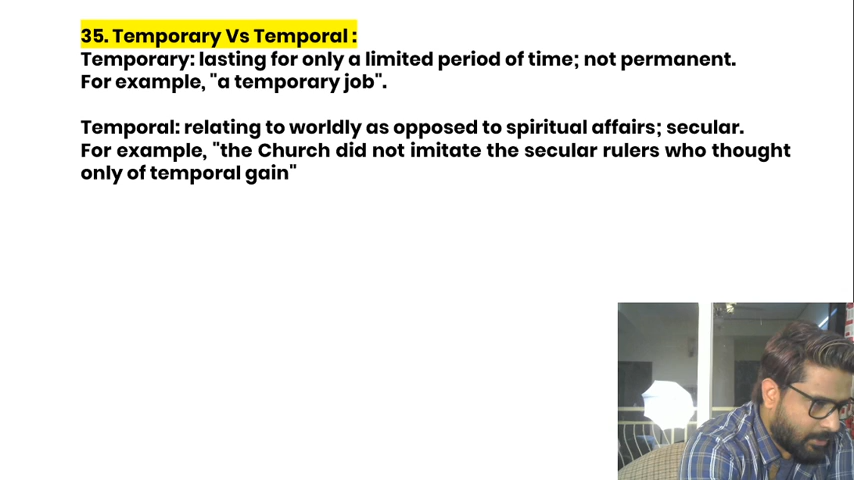 35. Temporary Vs Temporal :
Temporary: lasting for only a limited period of time; not permanent.
For example, "a temporary job".
Temporal: relating to worldly as opposed to spiritual affairs; secular.
For example, "the Church did not imitate the secular rulers who thought
only of temporal gain"